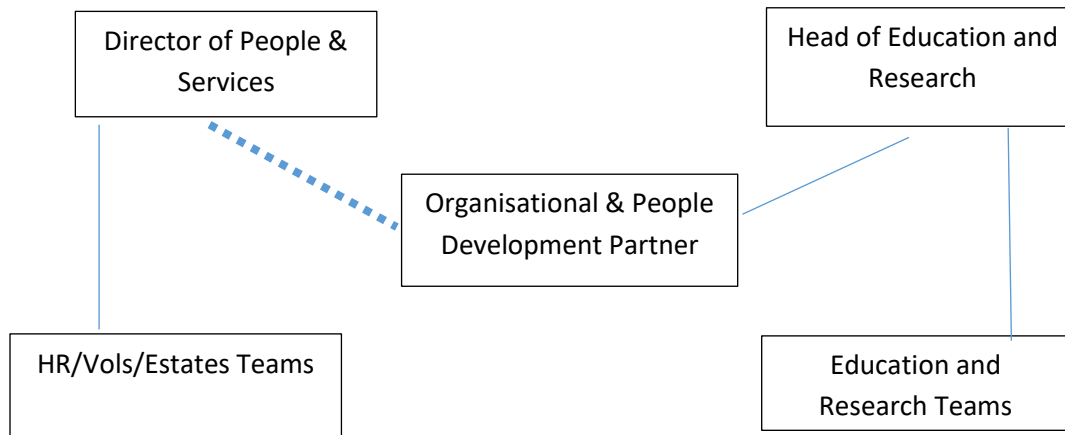 Director of People &
Services
Head of Education and
Research
Organisational & People
Development Partner
HR/Vols/Estates Teams
Education and
Research Teams